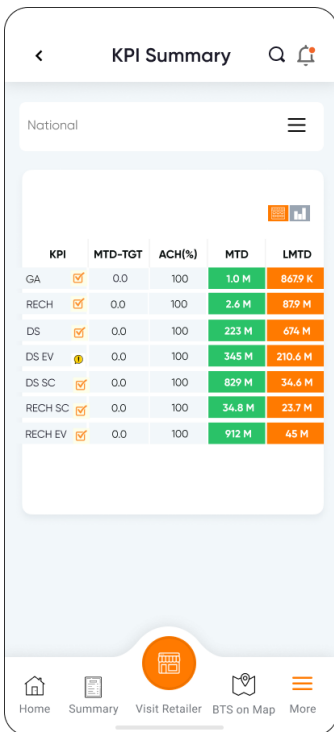 KPI Summary
National
KPI MTD-TGT ACH(%) MTD LMTD
GA 0.0 100 1.0 M 867.9 K
RECH 0.0 100 2.6 M 87.9 M
DS 0.0 100 223 M 674 M
DS EV 0.0 100 345 M 210.6 M
DS SC 0.0 100 829 M 34.6 M
RECH SC 0.0 100 34.8 M 23.7 M
RECH EV 0.0 100 912 M 45 M
Home Summary Visit Retailer BTS on Map More